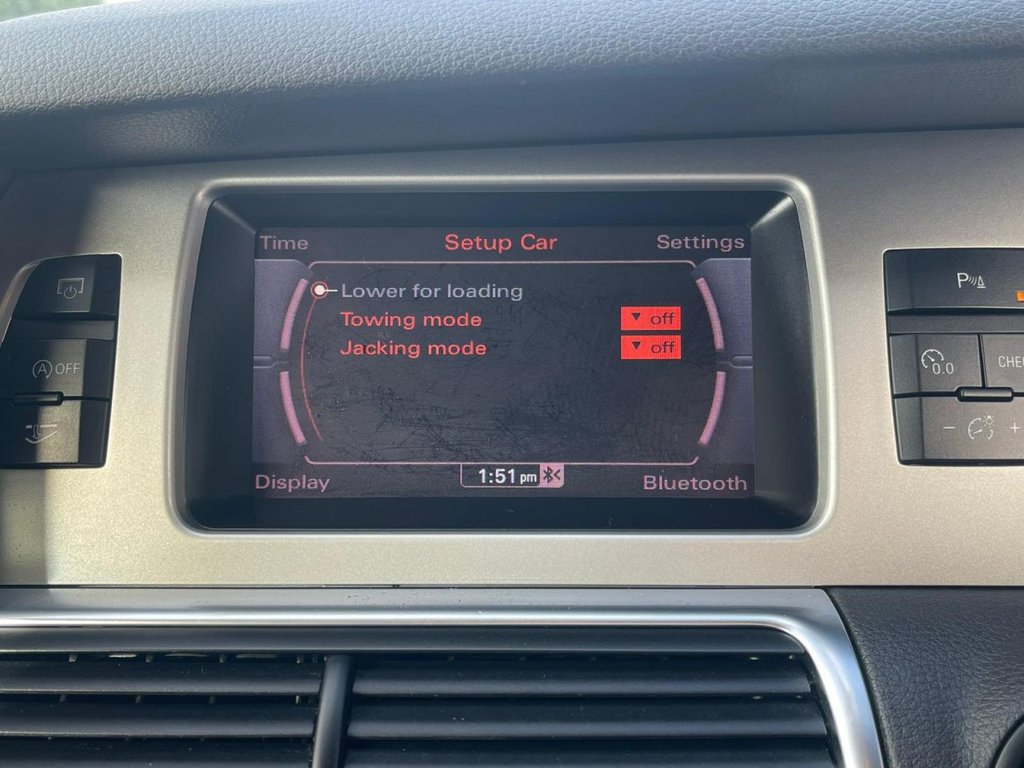 Time Setup Car Settings
Lower for loading
Towing mode ▼ off
Jacking mode ▼ off
Display 1:51 pm Bluetooth
A OFF
P
0.0
CHEC
- +